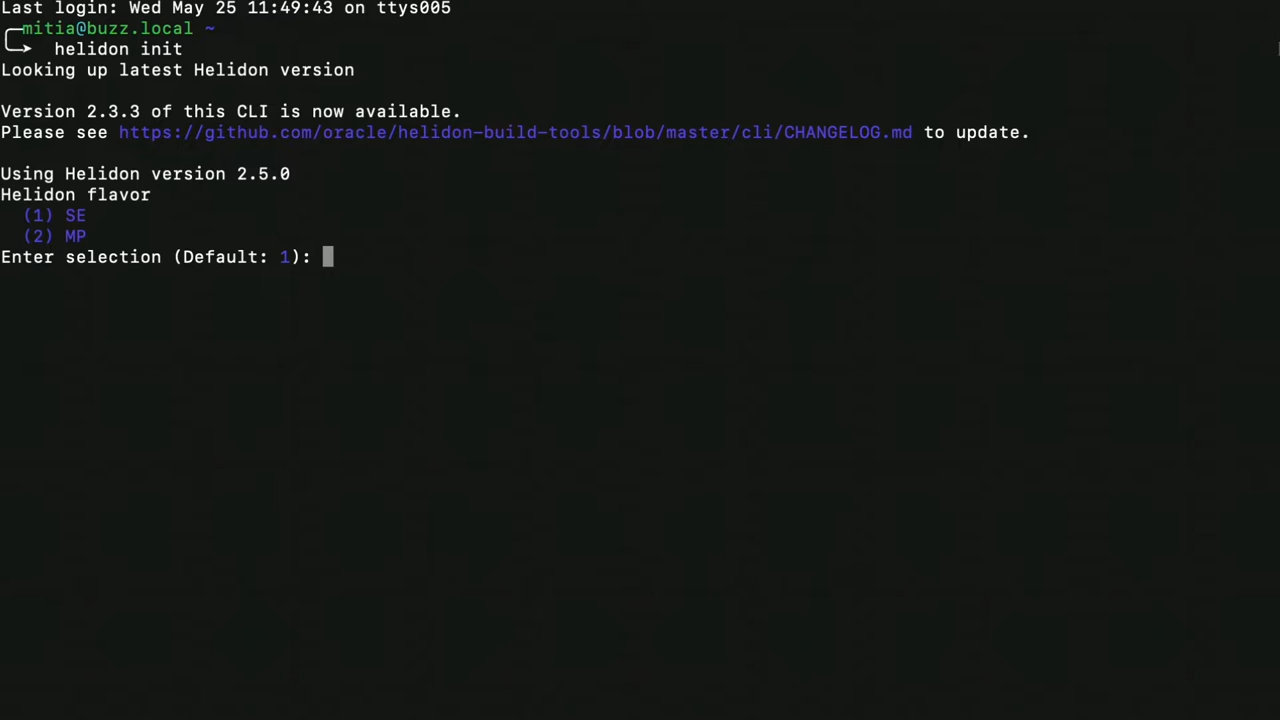 Last login: Wed May 25 11:49:43 on ttys005
mitia@buzz.local ~
helidon init
Looking up latest Helidon version
Version 2.3.3 of this CLI is now available.
Please see https://github.com/oracle/helidon-build-tools/blob/master/cli/CHANGELOG.md to update.
Using Helidon version 2.5.0
Helidon flavor
(1) SE
(2) MP
Enter selection (Default: 1):